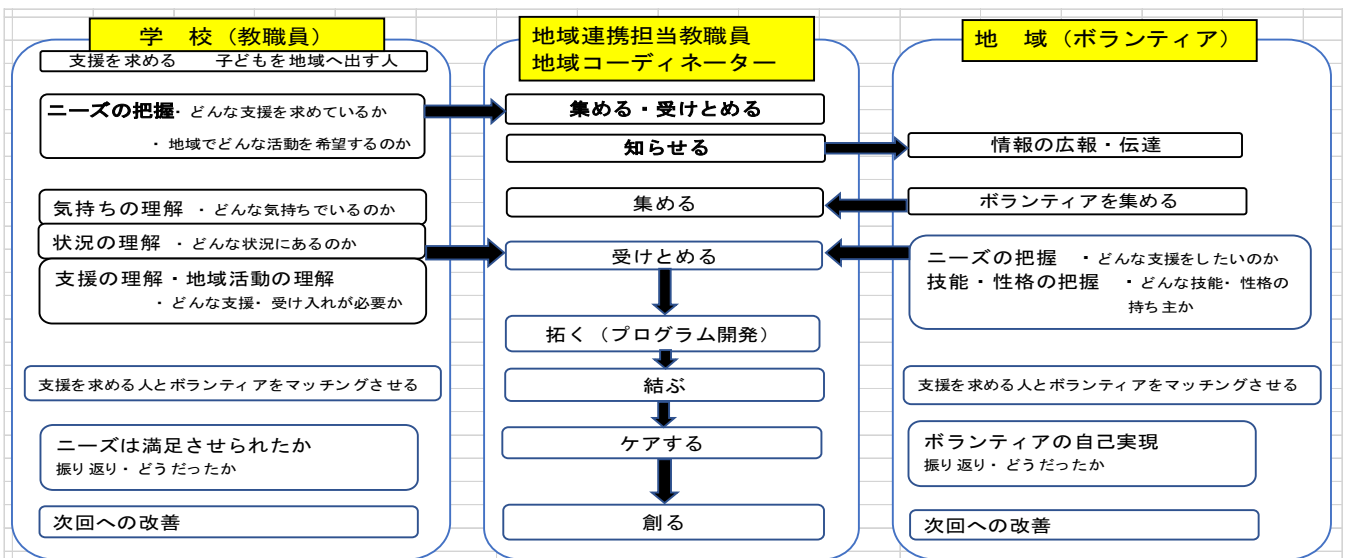 学　校（教職員）
支援を求める　　子どもを地域へ出す人
ニーズの把握・どんな支援を求めているか
・地域でどんな活動を希望するのか
気持ちの理解　・どんな気持ちでいるのか
状況の理解　・どんな状況にあるのか
支援の理解・地域活動の理解
・どんな支援・受け入れが必要か
支援を求める人とボランティアをマッチングさせる
ニーズは満足させられたか
振り返り・どうだったか
次回への改善
地域連携担当教職員
地域コーディネーター
集める・受けとめる
知らせる
集める
受けとめる
拓く（プログラム開発）
結ぶ
ケアする
創る
地　域（ボランティア）
情報の広報・伝達
ボランティアを集める
ニーズの把握　・どんな支援をしたいのか
技能・性格の把握　・どんな技能・性格の
持ち主か
支援を求める人とボランティアをマッチングさせる
ボランティアの自己実現
振り返り・どうだったか
次回への改善